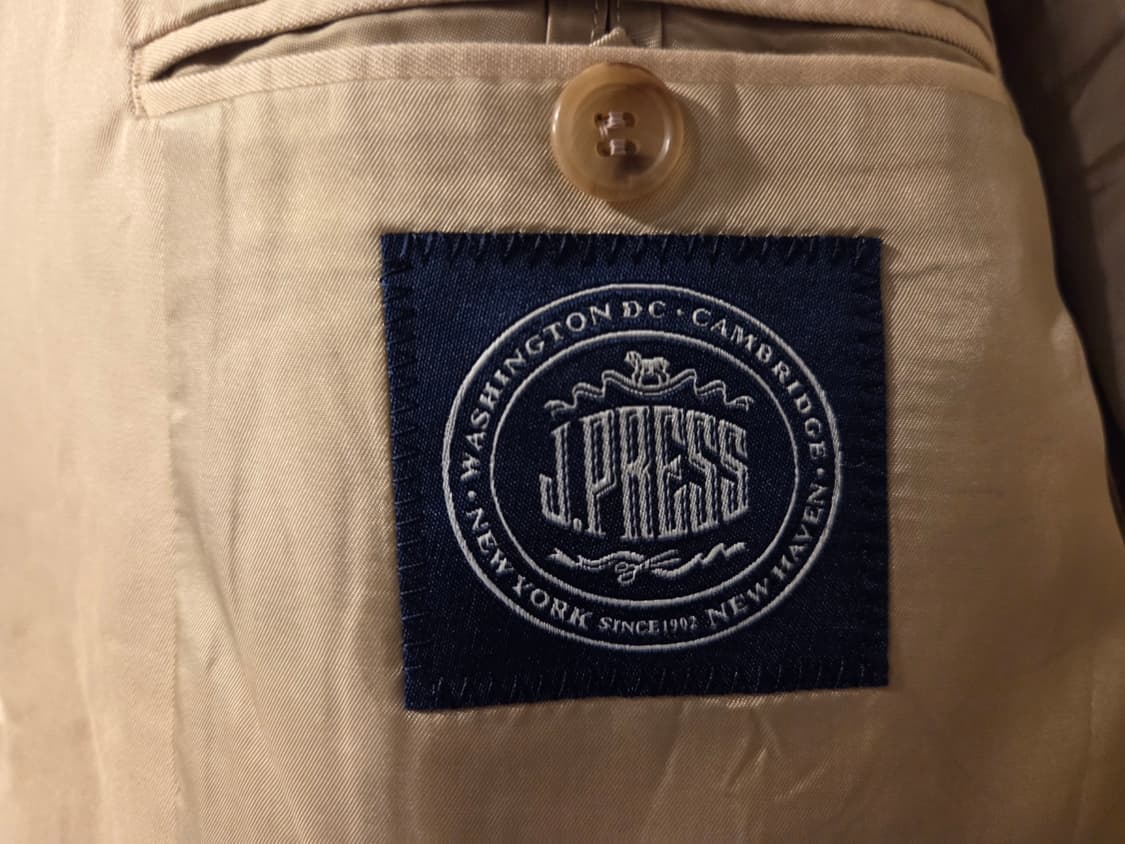 WASHINGTON DC · CAMBRIDGE ·
J.PRESS
· NEW YORK SINCE 1902 NEW HAVEN